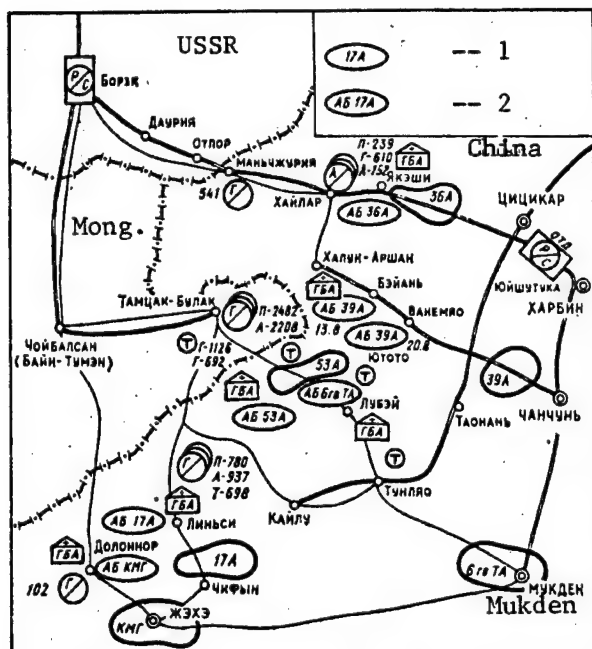 USSR
17А -- 1
АБ 17А -- 2
China
Р/С
Борзя
Даурия
Отпор
Маньчжурия
541 Г
А
Хайлар
П-239
Г-610
А-152
ГБА
Якэши
36А
АБ 36А
Цицикар
ОТД
Р/С
Юйшутука
Харбин
Mong.
Халун-Аршан
Бэйань
ГБА
АБ 39А
13.8
Ванемяо
АБ 39А
20.8
Ютото
39А
Чанчунь
Таонань
Тамцак-Булак
Г
П-2482
А-2208
Чойбалсан
(Байн-Тумэн)
Т
Г-1126
Г-692
Т
53А
Т
ГБА
АБ 6гв ТА
АБ 53А
Лубэй
ГБА
Г
П-780
А-937
Т-698
Т
Тунляо
Кайлу
ГБА
АБ 17А
Линьси
ГБА
Долоннор
АБ КМГ
17А
Чифын
102 Г
КМГ
Жэхэ
6 гв ТА
Мукден
Mukden